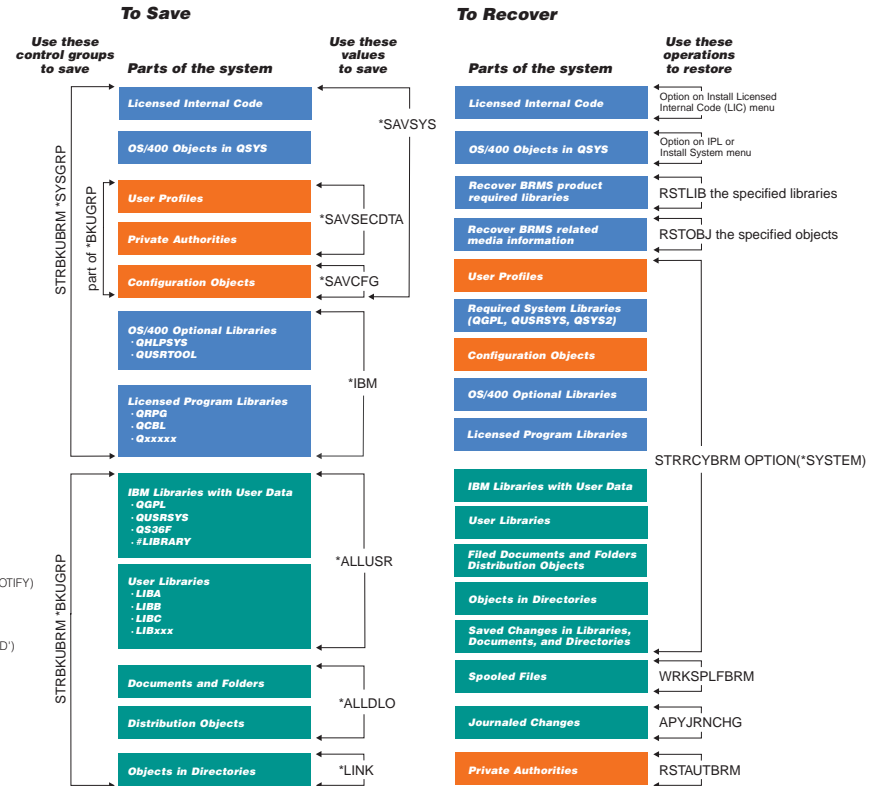 To Save
Use these
control groups
to save
Parts of the system
Use these
values
to save
Licensed Internal Code
OS/400 Objects in QSYS
User Profiles
Private Authorities
Configuration Objects
OS/400 Optional Libraries
· QHLPSYS
· QUSRTOOL
Licensed Program Libraries
· QRPG
· QCBL
· Qxxxxx
IBM Libraries with User Data
· QGPL
· QUSRSYS
· QS36F
· #LIBRARY
User Libraries
· LIBA
· LIBB
· LIBC
· LIBxxx
Documents and Folders
Distribution Objects
Objects in Directories
STRBKUBRM *SYSGRP
part of *BKUGRP
STRBKUBRM *BKUGRP
OTIFY)
D')
*SAVSYS
*SAVSECDTA
*SAVCFG
*IBM
*ALLUSR
*ALLDLO
*LINK
To Recover
Parts of the system
Use these
operations
to restore
Licensed Internal Code
Option on Install Licensed
Internal Code (LIC) menu
OS/400 Objects in QSYS
Option on IPL or
Install System menu
Recover BRMS product
required libraries
RSTLIB the specified libraries
Recover BRMS related
media information
RSTOBJ the specified objects
User Profiles
Required System Libraries
(QGPL, QUSRSYS, QSYS2)
Configuration Objects
OS/400 Optional Libraries
Licensed Program Libraries
IBM Libraries with User Data
User Libraries
Filed Documents and Folders
Distribution Objects
Objects in Directories
Saved Changes in Libraries,
Documents, and Directories
STRRCYBRM OPTION(*SYSTEM)
Spooled Files
WRKSPLFBRM
Journaled Changes
APYJRNCHG
Private Authorities
RSTAUTBRM